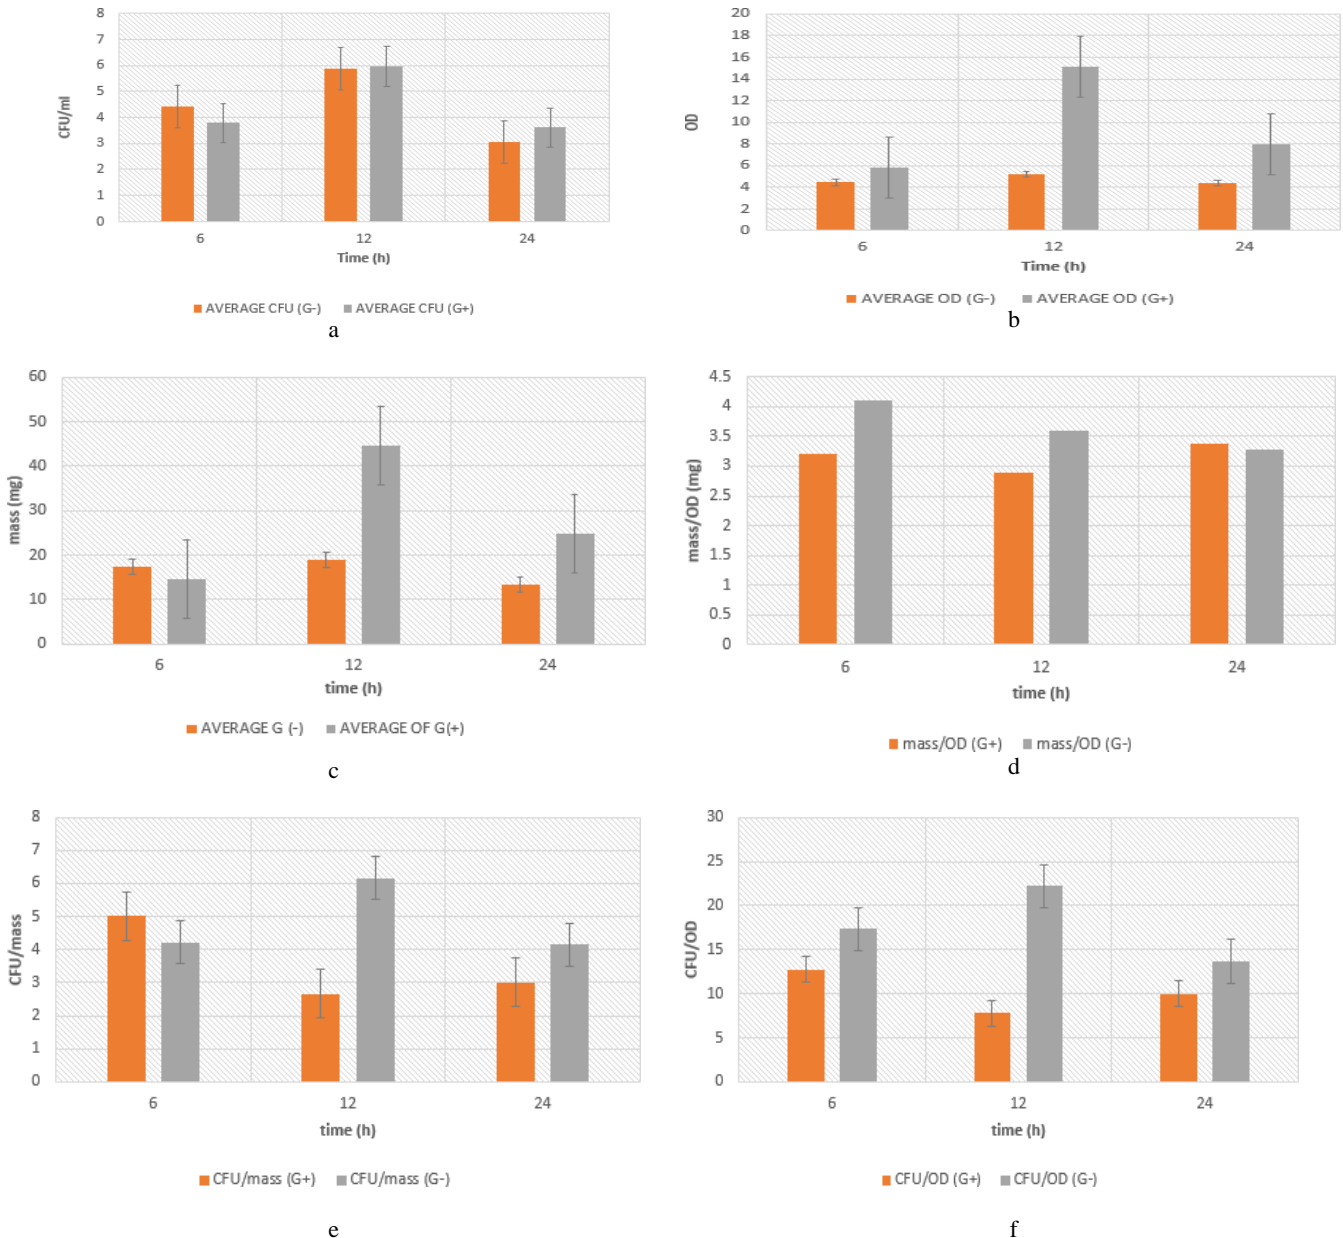 8
7
6
5
4
3
2
1
0
CFU/ml
6 12 24
Time (h)
AVERAGE CFU (G-) AVERAGE CFU (G+)
a
20
18
16
14
12
10
8
6
4
2
0
OD
6 12 24
Time (h)
AVERAGE OD (G-) AVERAGE OD (G+)
b
60
50
40
30
20
10
0
mass (mg)
6 12 24
time (h)
AVERAGE G (-) AVERAGE OF G(+)
c
4.5
4
3.5
3
2.5
2
1.5
1
0.5
0
mass/OD (mg)
6 12 24
time (h)
mass/OD (G+) mass/OD (G-)
d
8
7
6
5
4
3
2
1
0
CFU/mass
6 12 24
time (h)
CFU/mass (G+) CFU/mass (G-)
e
30
25
20
15
10
5
0
CFU/OD
6 12 24
time (h)
CFU/OD (G+) CFU/OD (G-)
f